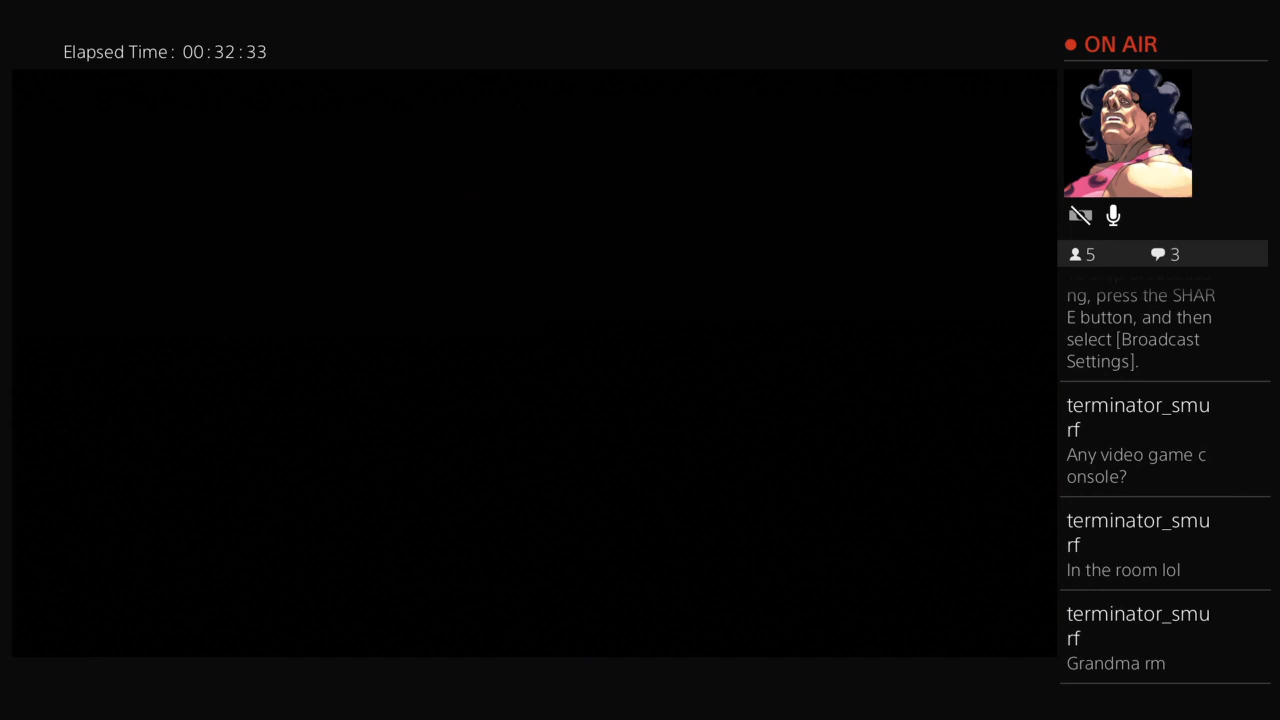 Elapsed Time: 00:32:33
ON AIR
5 3
ng, press the SHAR
E button, and then
select [Broadcast
Settings].
terminator_smu
rf
Any video game c
onsole?
terminator_smu
rf
In the room lol
terminator_smu
rf
Grandma rm